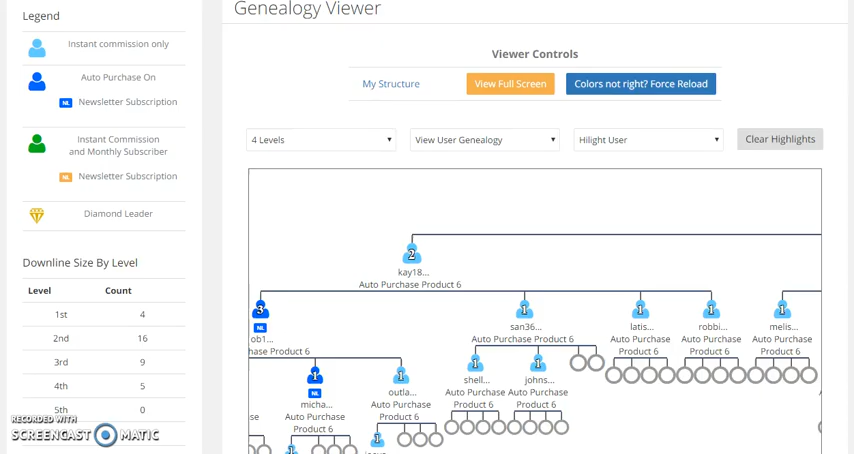 Genealogy Viewer
Legend
Instant commission only
Auto Purchase On
NL Newsletter Subscription
Instant Commission
and Monthly Subscriber
NL Newsletter Subscription
Diamond Leader
Downline Size By Level
Level Count
1st 4
2nd 16
3rd 9
4th 5
5th 0
RECORDED WITH
SCREENCAST MATIC
Viewer Controls
My Structure View Full Screen Colors not right? Force Reload
4 Levels View User Genealogy Hilight User Clear Highlights
2
kay18...
Auto Purchase Product 6
3 1 1 1 1
NL
ob1... san36... latis... robbi... melis...
hase Product 6 Auto Purchase Product 6 Auto Purchase Auto Purchase Auto Purchase
Product 6 Product 6 Product 6
1 1 1 1
NL
micha... outla... shell... johns...
Auto Purchase Auto Purchase Auto Purchase Auto Purchase
Product 6 Product 6 Product 6 Product 6
se
6
1 1